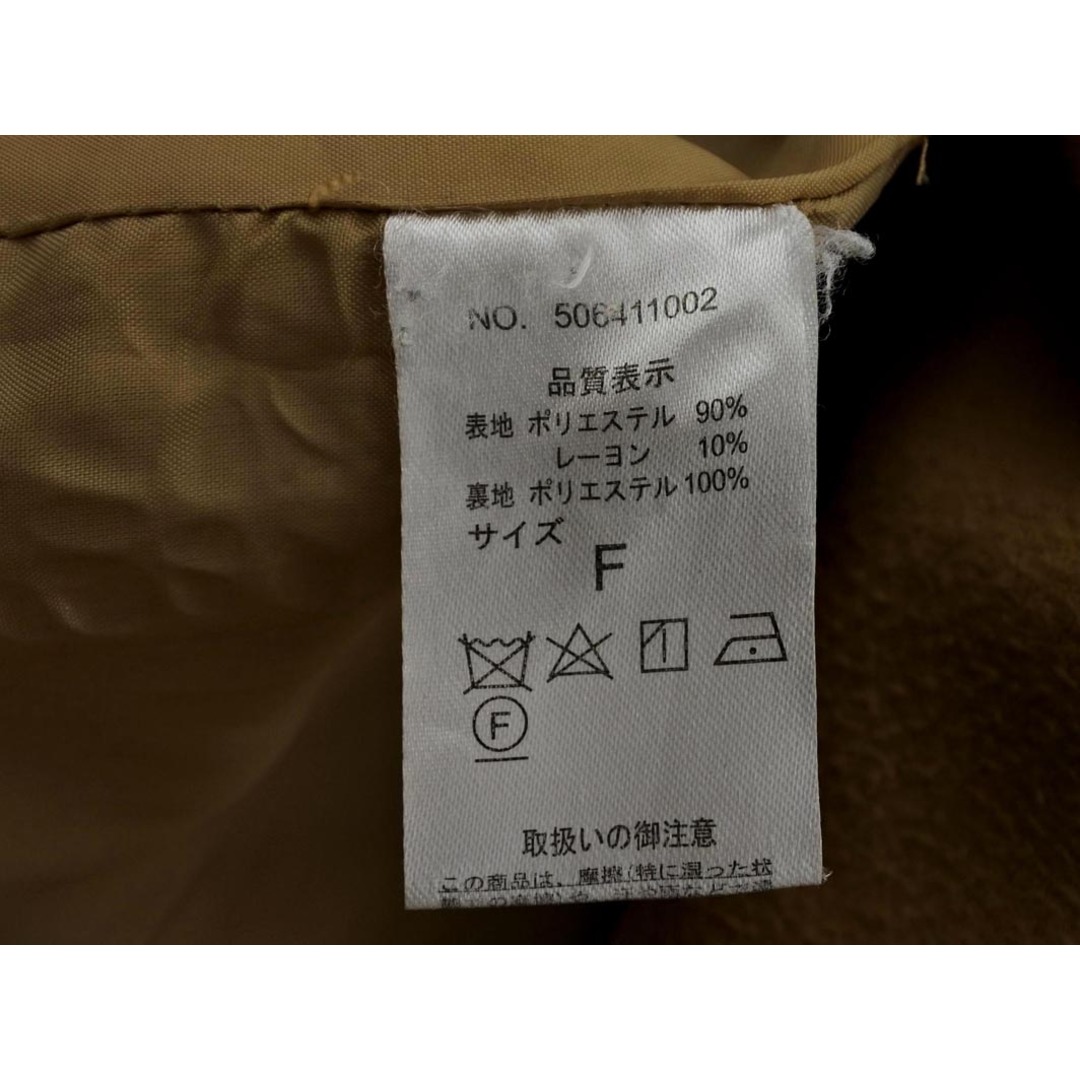 NO. 506411002
品質表示
表地 ポリエステル 90%
レーヨン 10%
裏地 ポリエステル 100%
サイズ
F
F
取扱いの御注意
この商品は、摩擦(特に湿った状